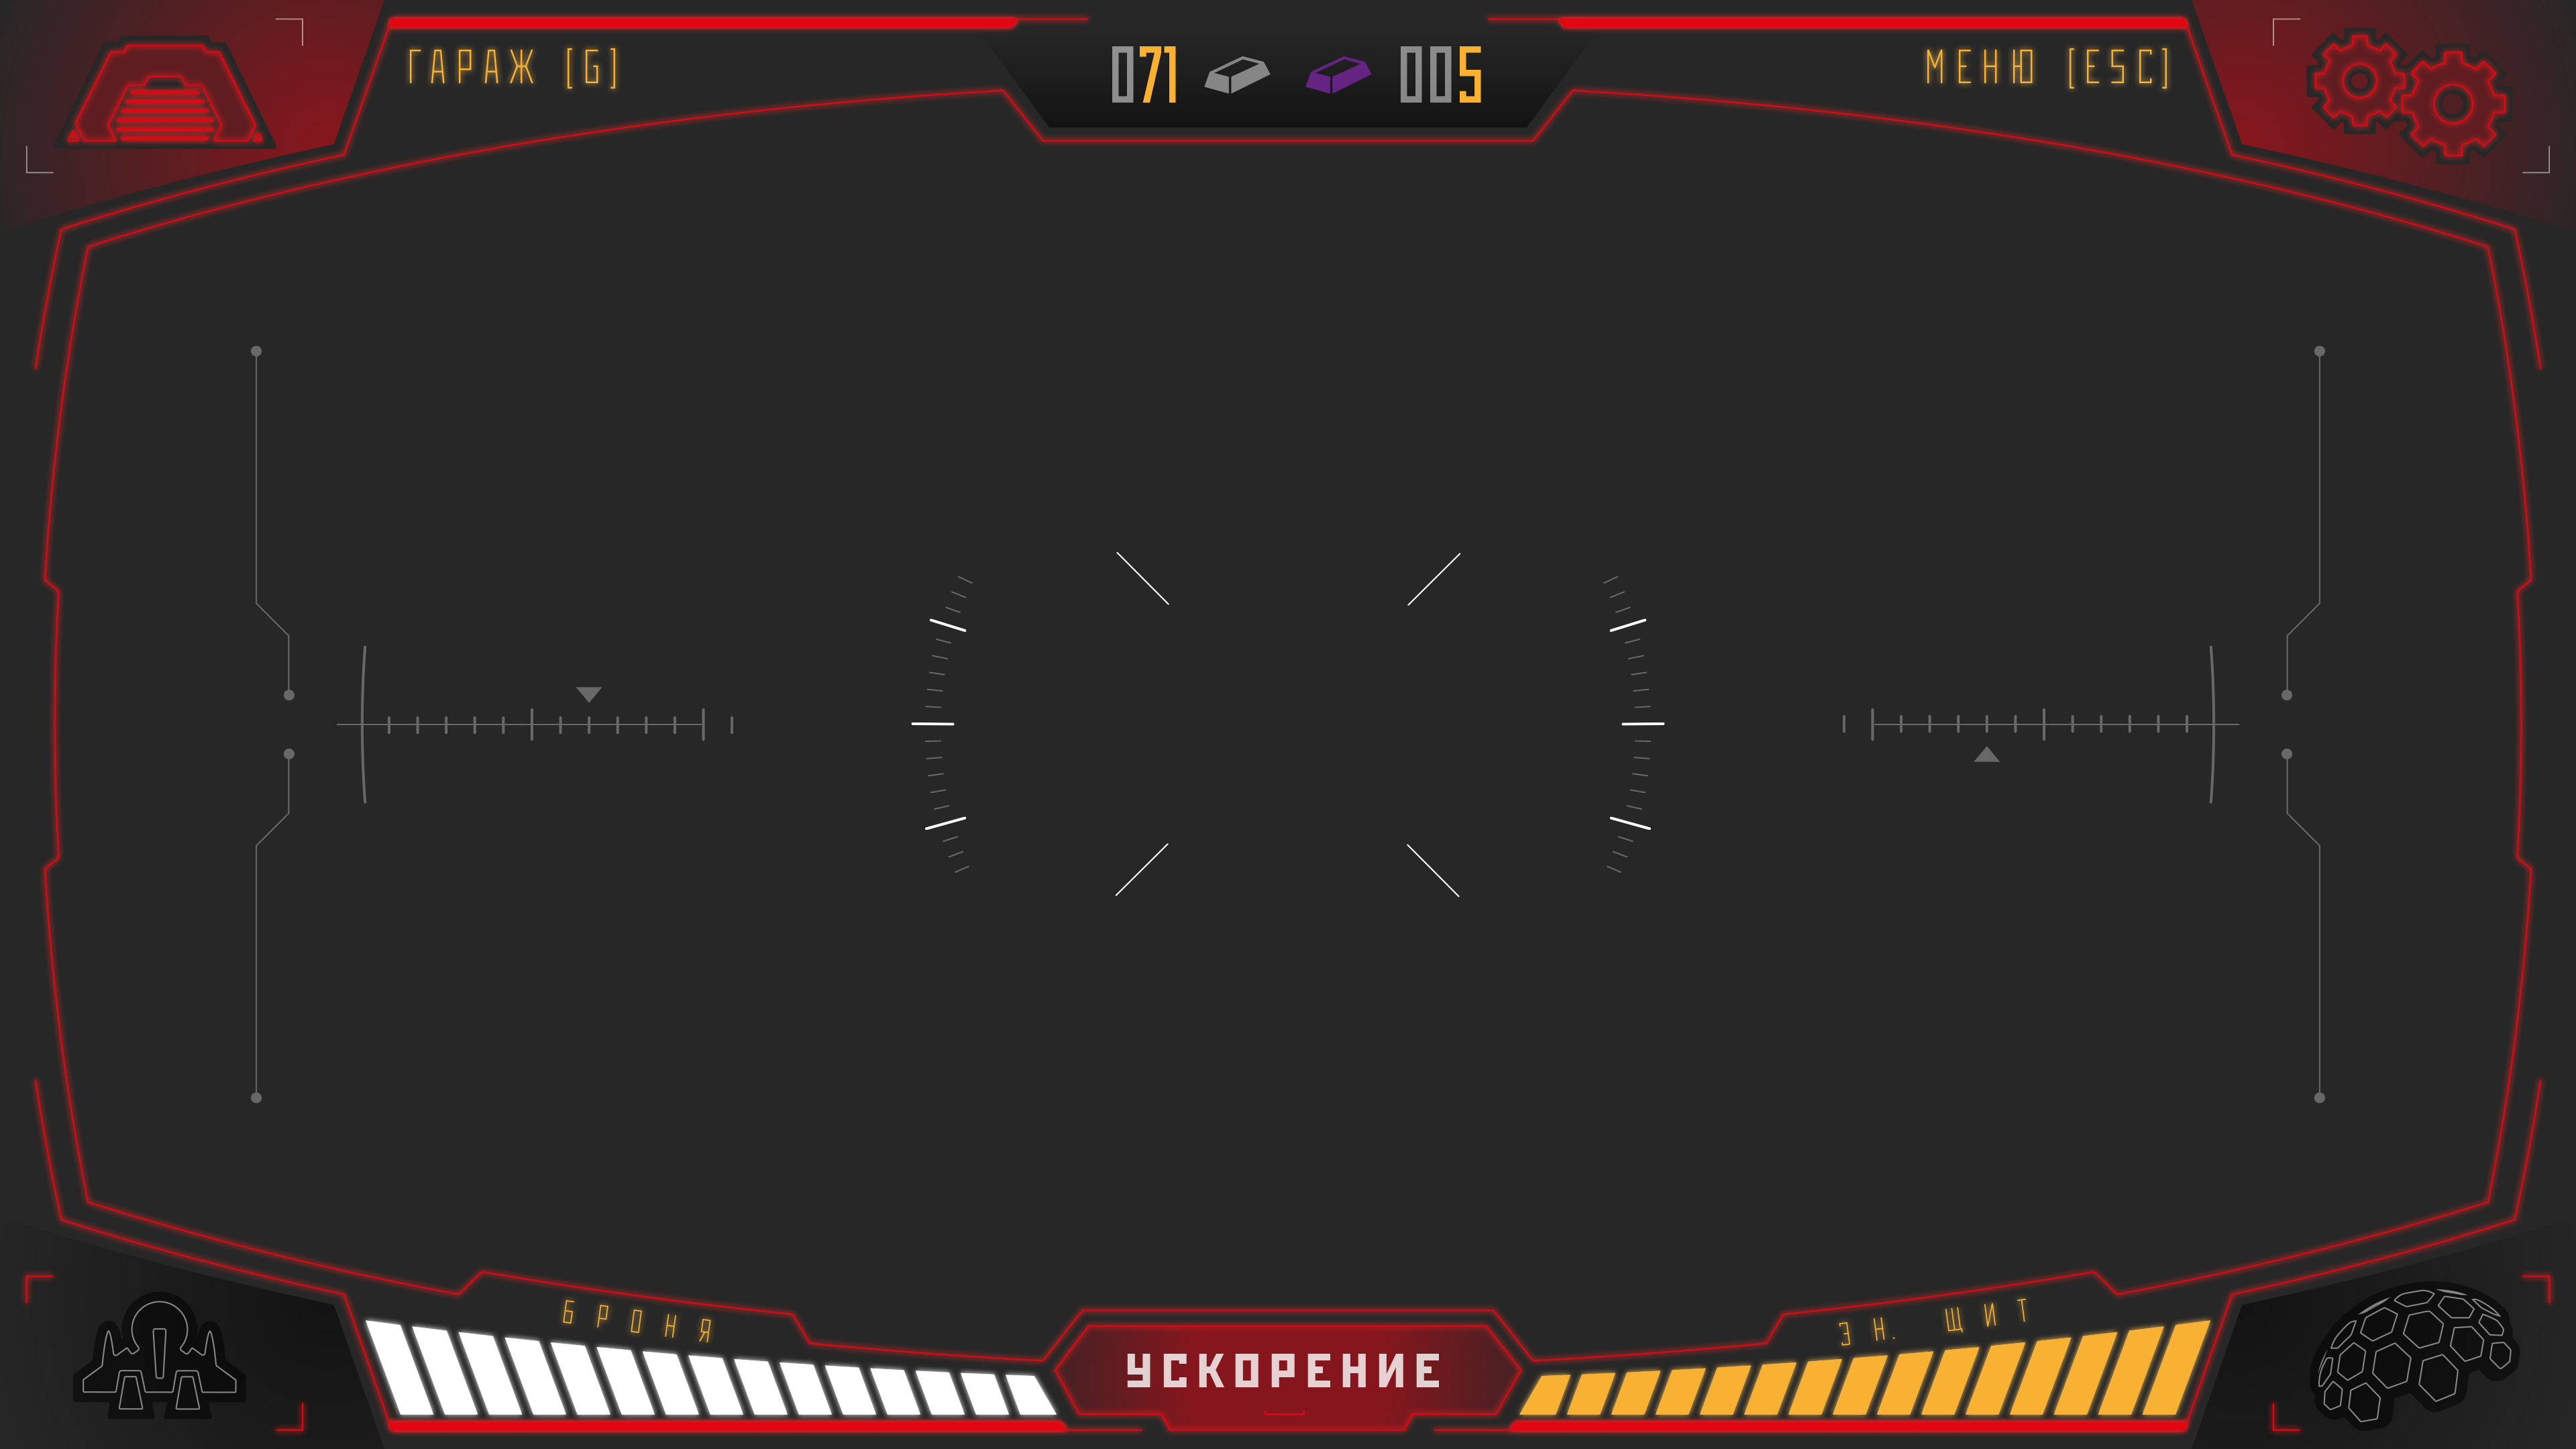 ГАРАЖ [G]
071
005
МЕНЮ [ESC]
БРОНЯ
УСКОРЕНИЕ
ЭН. ЩИТ